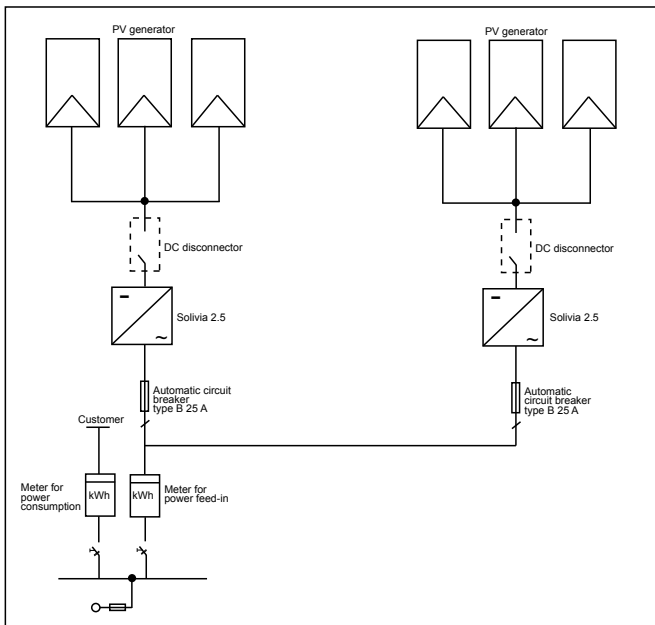 PV generator
PV generator
DC disconnector
DC disconnector
Solivia 2.5
Solivia 2.5
Automatic circuit
breaker
type B 25 A
Automatic
circuit breaker
type B 25 A
Customer
Meter for
power
consumption
kWh
kWh
Meter for
power feed-in